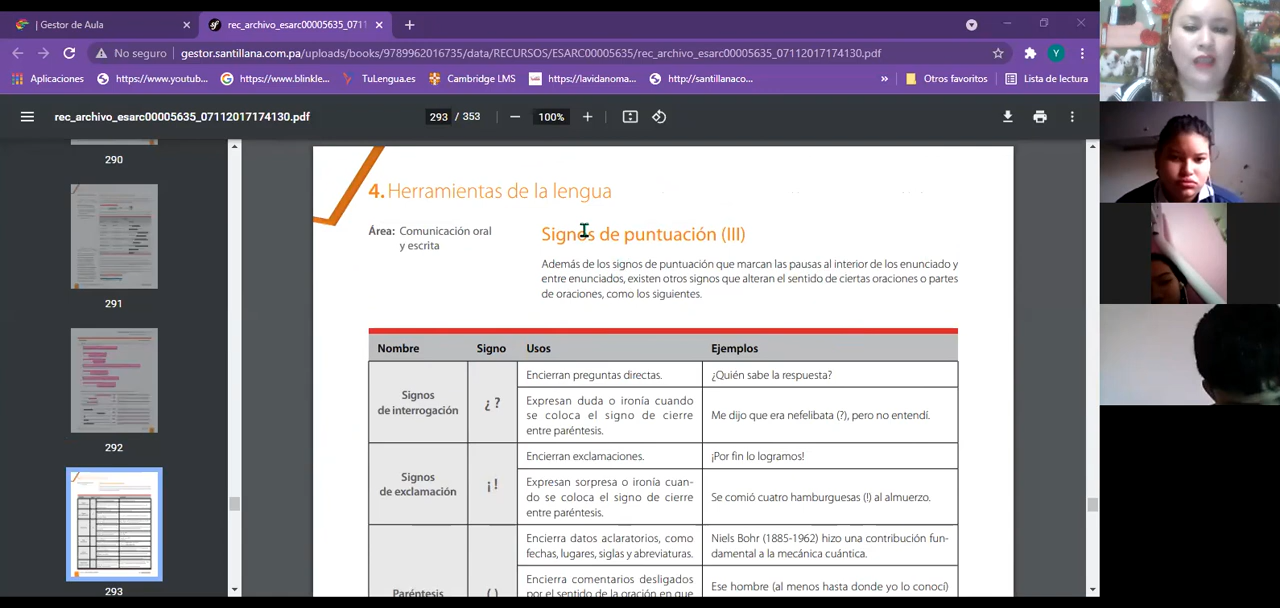 Gestor de Aula
rec_archivo_esarc00005635_0711
No seguro
gestor.santillana.com.pa/uploads/books/9789962016735/data/RECURSOS/ESARC00005635/rec_archivo_esarc00005635_07112017174130.pdf
Y
Aplicaciones
https://www.youtub...
https://www.blinkle...
TuLengua.es
Cambridge LMS
https://lavidanoma...
http://santillanaco...
»
Otros favoritos
Lista de lectura
rec_archivo_esarc00005635_07112017174130.pdf
293 / 353
100%
290
291
292
293
4. Herramientas de la lengua
Área: Comunicación oral
y escrita
Signos de puntuación (III)
Además de los signos de puntuación que marcan las pausas al interior de los enunciado y
entre enunciados, existen otros signos que alteran el sentido de ciertas oraciones o partes
de oraciones, como los siguientes.
Nombre Signo Usos Ejemplos
Signos
de interrogación
¿ ?
Encierran preguntas directas.
¿Quién sabe la respuesta?
Expresan duda o ironía cuando
se coloca el signo de cierre
entre paréntesis.
Me dijo que era nefelibata (?), pero no entendí.
Signos
de exclamación
¡ !
Encierran exclamaciones.
¡Por fin lo logramos!
Expresan sorpresa o ironía cuan-
do se coloca el signo de cierre
entre paréntesis.
Se comió cuatro hamburguesas (!) al almuerzo.
Paréntesis
( )
Encierra datos aclaratorios, como
fechas, lugares, siglas y abreviaturas.
Niels Bohr (1885-1962) hizo una contribución fun-
damental a la mecánica cuántica.
Encierra comentarios desligados
por el sentido de la oración en que
Ese hombre (al menos hasta donde yo lo conocí)